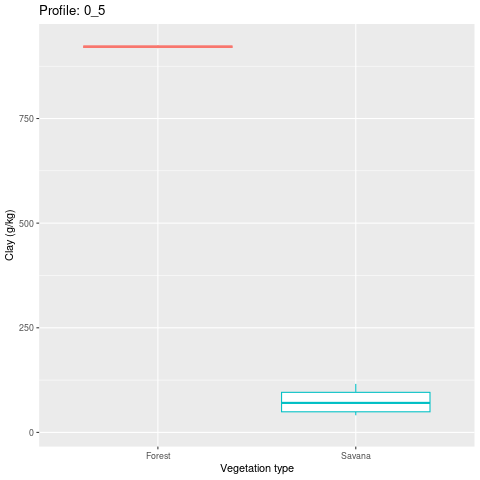 Profile: 0_5
Clay (g/kg)
750
500
250
0
Forest
Savana
Vegetation type